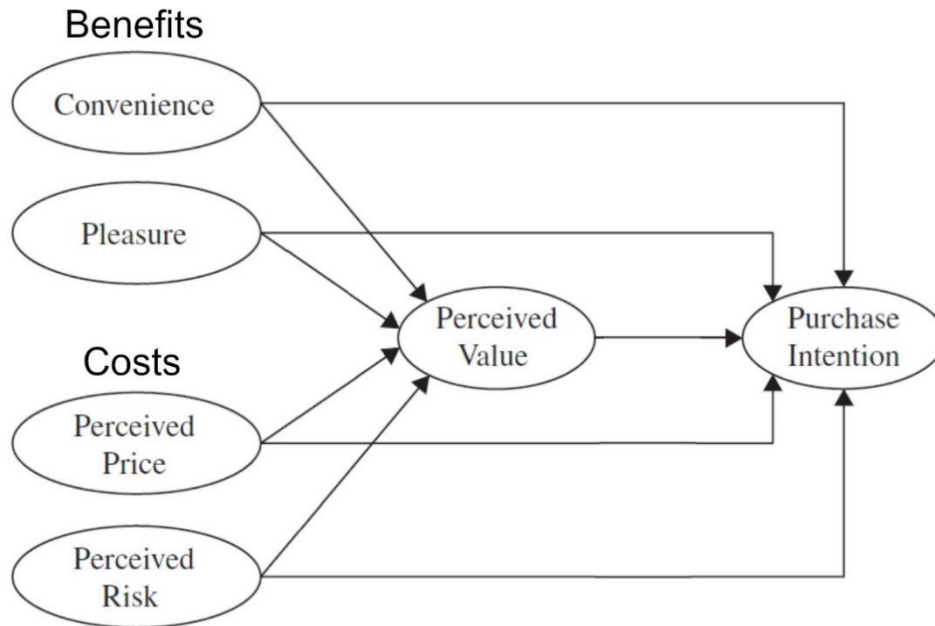 Benefits
Convenience
Pleasure
Perceived
Value
Purchase
Intention
Costs
Perceived
Price
Perceived
Risk